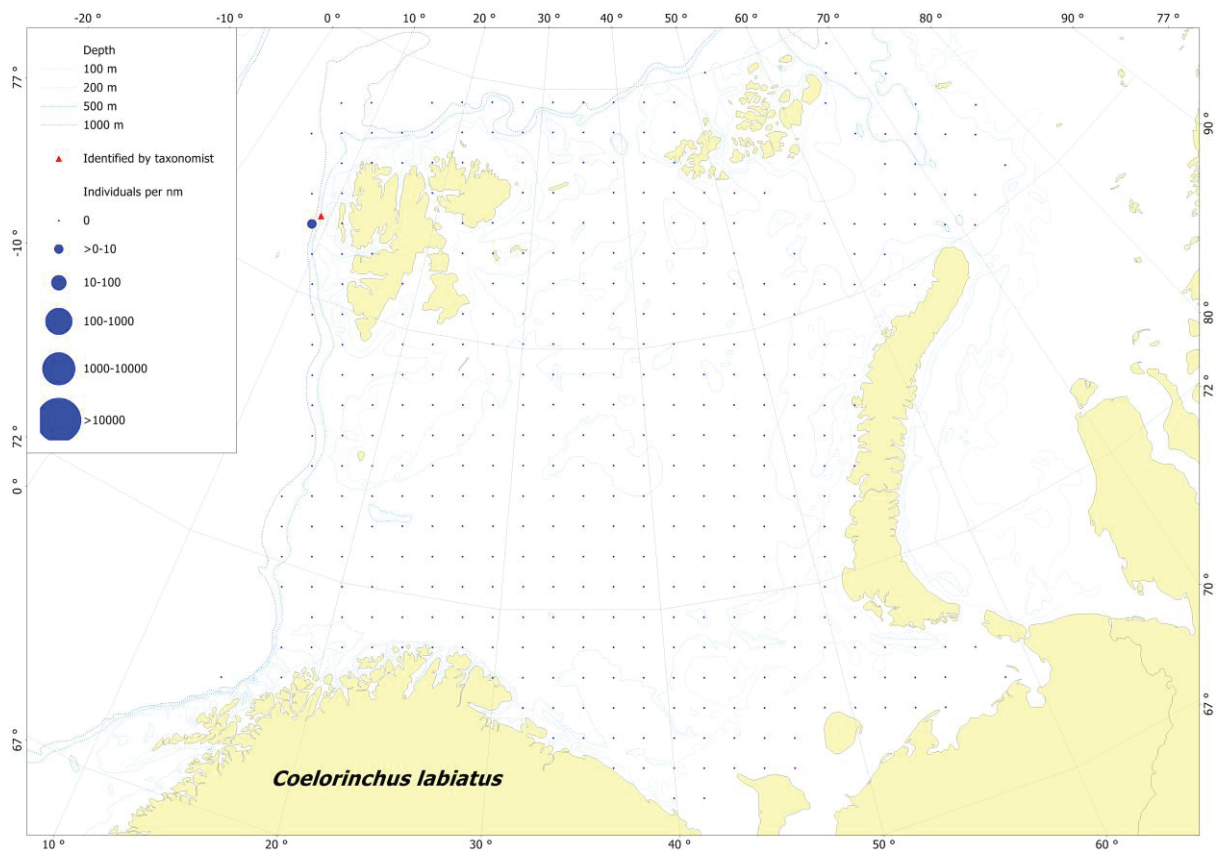 -20 ° -10 ° 0 ° 10 ° 20 ° 30 ° 40 ° 50 ° 60 ° 70 ° 80 ° 90 ° 77 °
Depth
100 m
200 m
500 m
1000 m
Identified by taxonomist
Individuals per nm
0
>0-10
10-100
100-1000
1000-10000
>10000
77 °
-10 °
72 °
0 °
67 °
90 °
80 °
72 °
70 °
67 °
Coelorinchus labiatus
10 ° 20 ° 30 ° 40 ° 50 ° 60 °